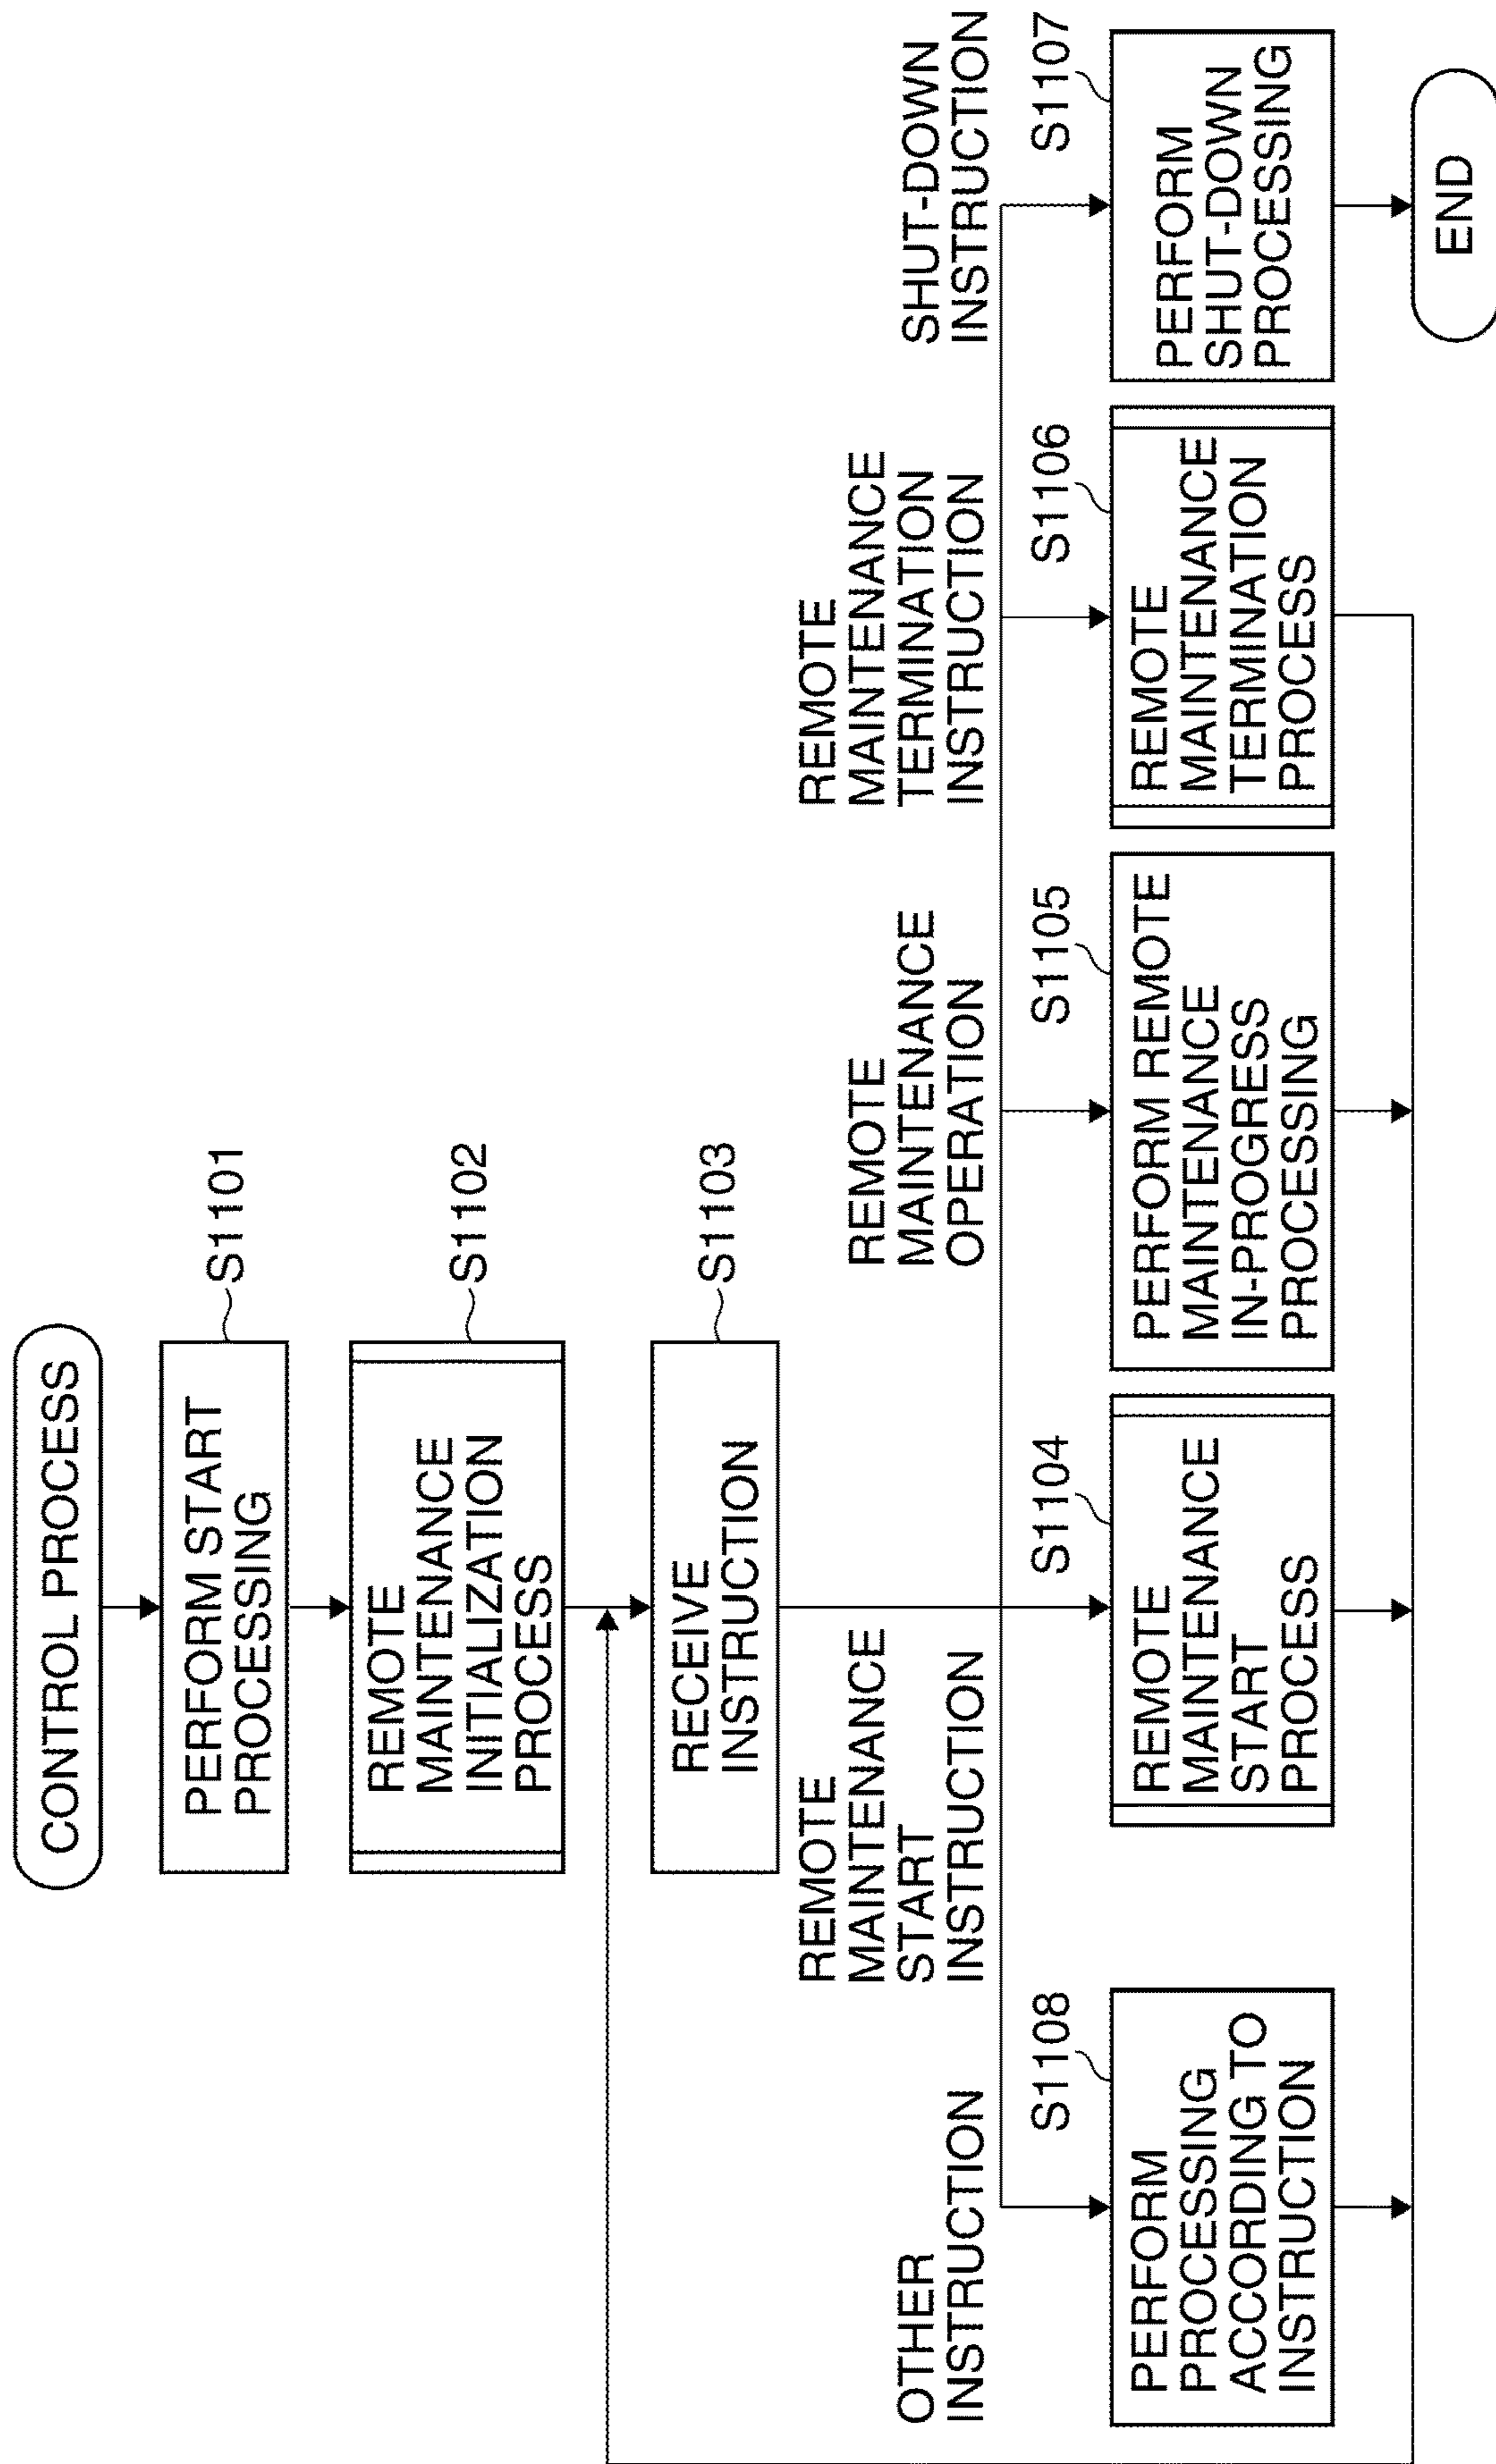 CONTROL PROCESS
PERFORM START
PROCESSING
S1101
REMOTE
MAINTENANCE
INITIALIZATION
PROCESS
S1102
RECEIVE
INSTRUCTION
S1103
OTHER
INSTRUCTION
REMOTE
MAINTENANCE
START
INSTRUCTION
REMOTE
MAINTENANCE
OPERATION
REMOTE
MAINTENANCE
TERMINATION
INSTRUCTION
SHUT-DOWN
INSTRUCTION
S1108
PERFORM
PROCESSING
ACCORDING TO
INSTRUCTION
S1104
REMOTE
MAINTENANCE
START
PROCESS
S1105
PERFORM REMOTE
MAINTENANCE
IN-PROGRESS
PROCESSING
S1106
REMOTE
MAINTENANCE
TERMINATION
PROCESS
S1107
PERFORM
SHUT-DOWN
PROCESSING
END